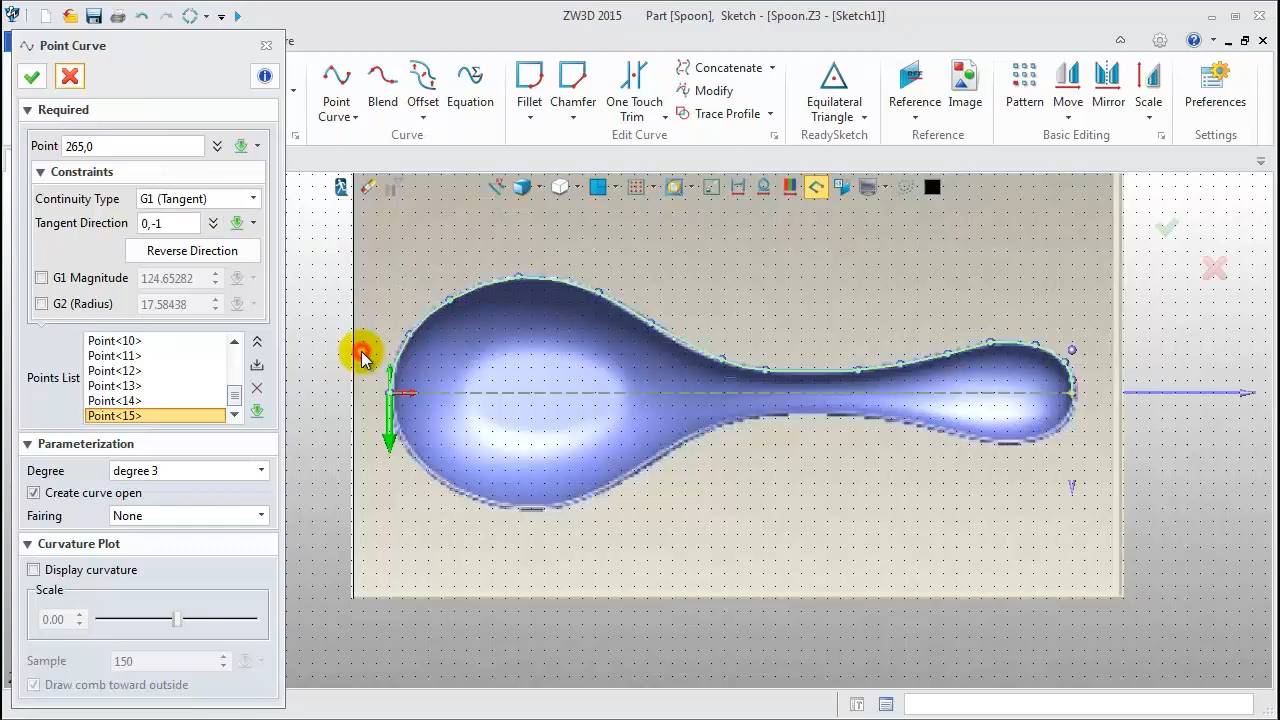 ZW3D 2015
Part [Spoon],  Sketch - [Spoon.Z3 - [Sketch1]]
Point Curve
Required
Point 265,0
Constraints
Continuity Type G1 (Tangent)
Tangent Direction 0,-1
Reverse Direction
G1 Magnitude 124.65282
G2 (Radius) 17.58438
Points List
Point<10>
Point<11>
Point<12>
Point<13>
Point<14>
Point<15>
Parameterization
Degree degree 3
Create curve open
Fairing None
Curvature Plot
Display curvature
Scale
0.00
Sample 150
Draw comb toward outside
Point Curve
Blend
Offset
Equation
Curve
Fillet
Chamfer
One Touch Trim
Concatenate
Modify
Trace Profile
Edit Curve
Equilateral Triangle
ReadySketch
REF
Reference
Image
Reference
Pattern
Move
Mirror
Scale
Basic Editing
Preferences
Settings